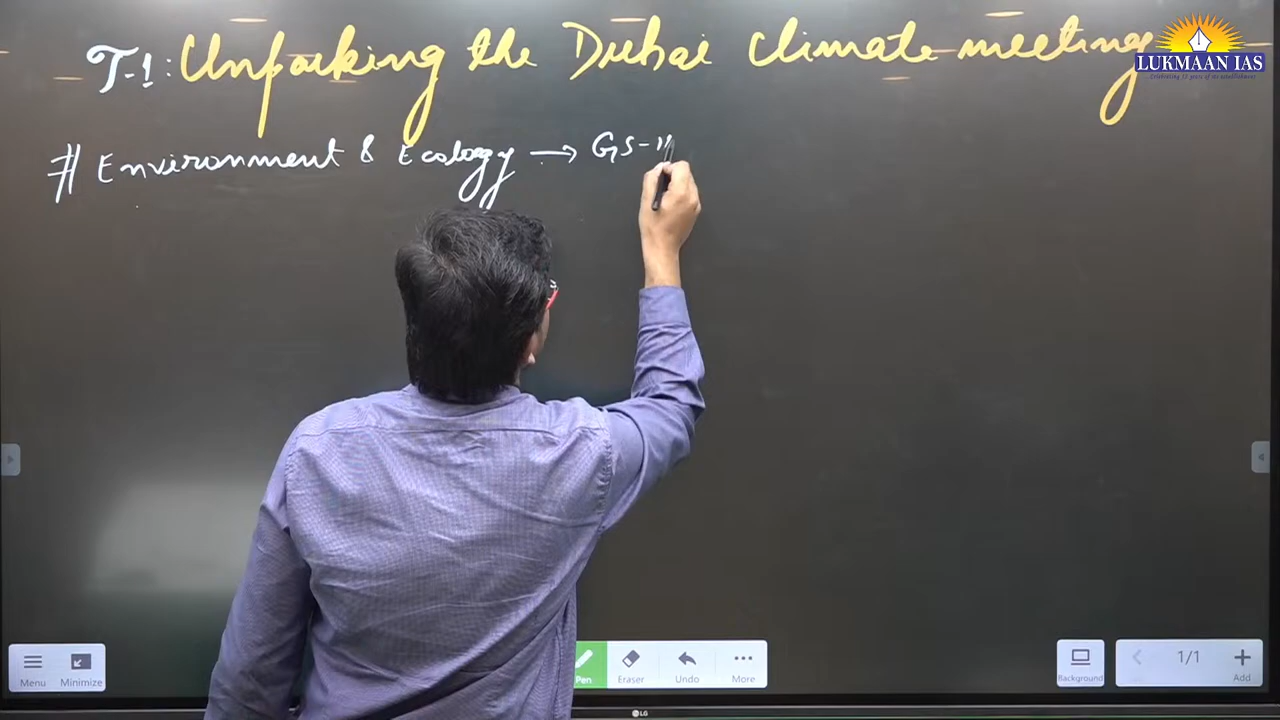 T-1: Unpacking the Dubai Climate meeting
LUKMAAN IAS
# Environment & Ecology → GS-
Menu
Minimize
Pen
Eraser
Undo
More
Background
1/1
Add
LG